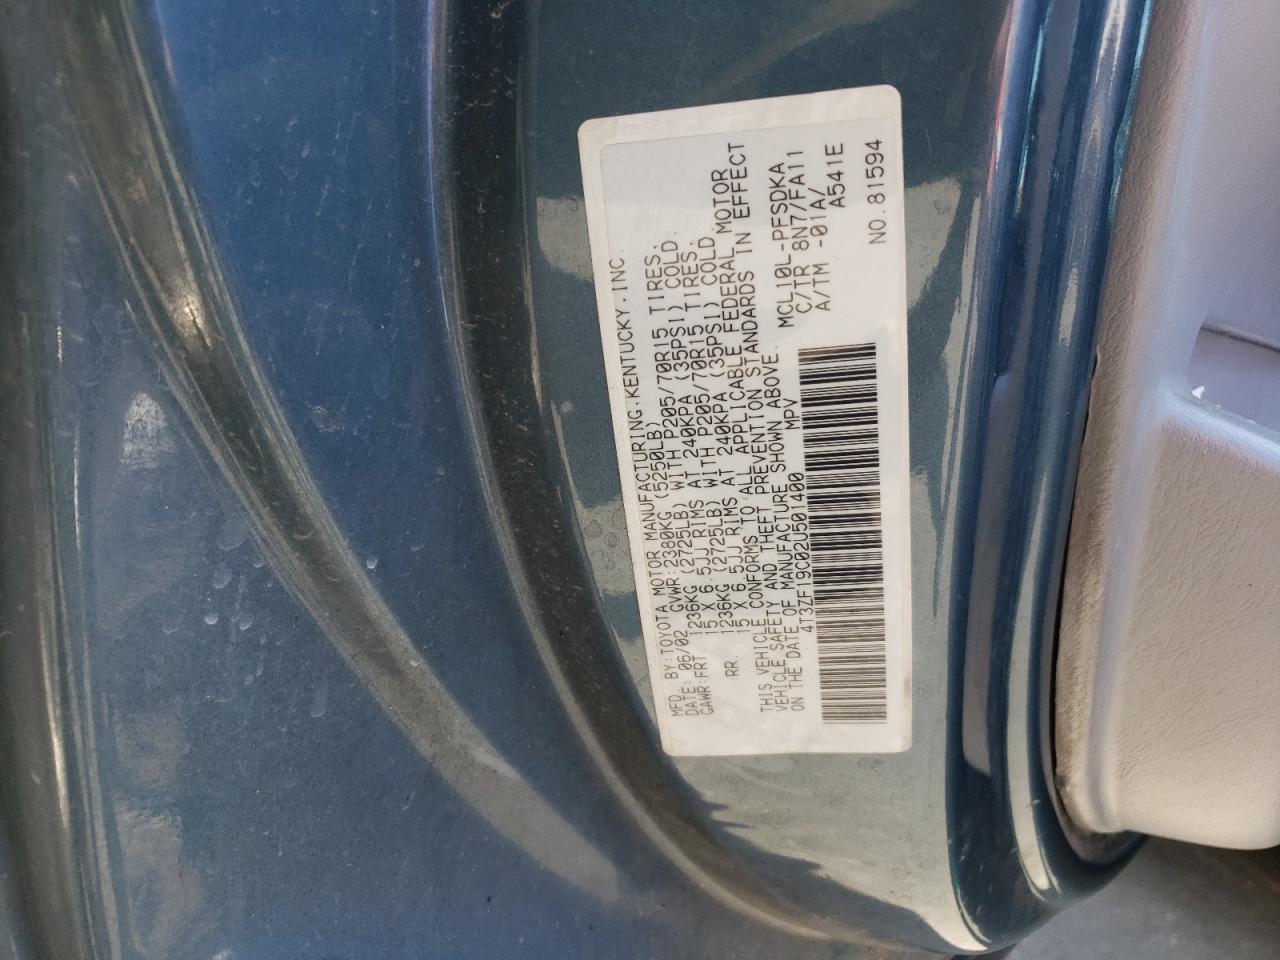 MFD. BY:TOYOTA MOTOR MANUFACTURING.KENTUCKY.INC
DATE: 06/02 GVWR:2380KG(5250LB)
GAWR:FRT. 1236KG(2725LB) WITH P205/70R15 TIRES.
15 X 6.5JJ RIMS AT 240KPA (35PSI) COLD.
RR. 1236KG(2725LB) WITH P205/70R15 TIRES.
15 X 6.5JJ RIMS AT 240KPA (35PSI) COLD.
THIS VEHICLE CONFORMS TO ALL APPLICABLE FEDERAL MOTOR
VEHICLE SAFETY AND THEFT PREVENTION STANDARDS IN EFFECT
ON THE DATE OF MANUFACTURE SHOWN ABOVE.
4T3ZF19C02U501400 MPV
MCL10L-PFSDKA
C/TR 8N7/FA11
A/TM -01A/
A541E
NO.81594